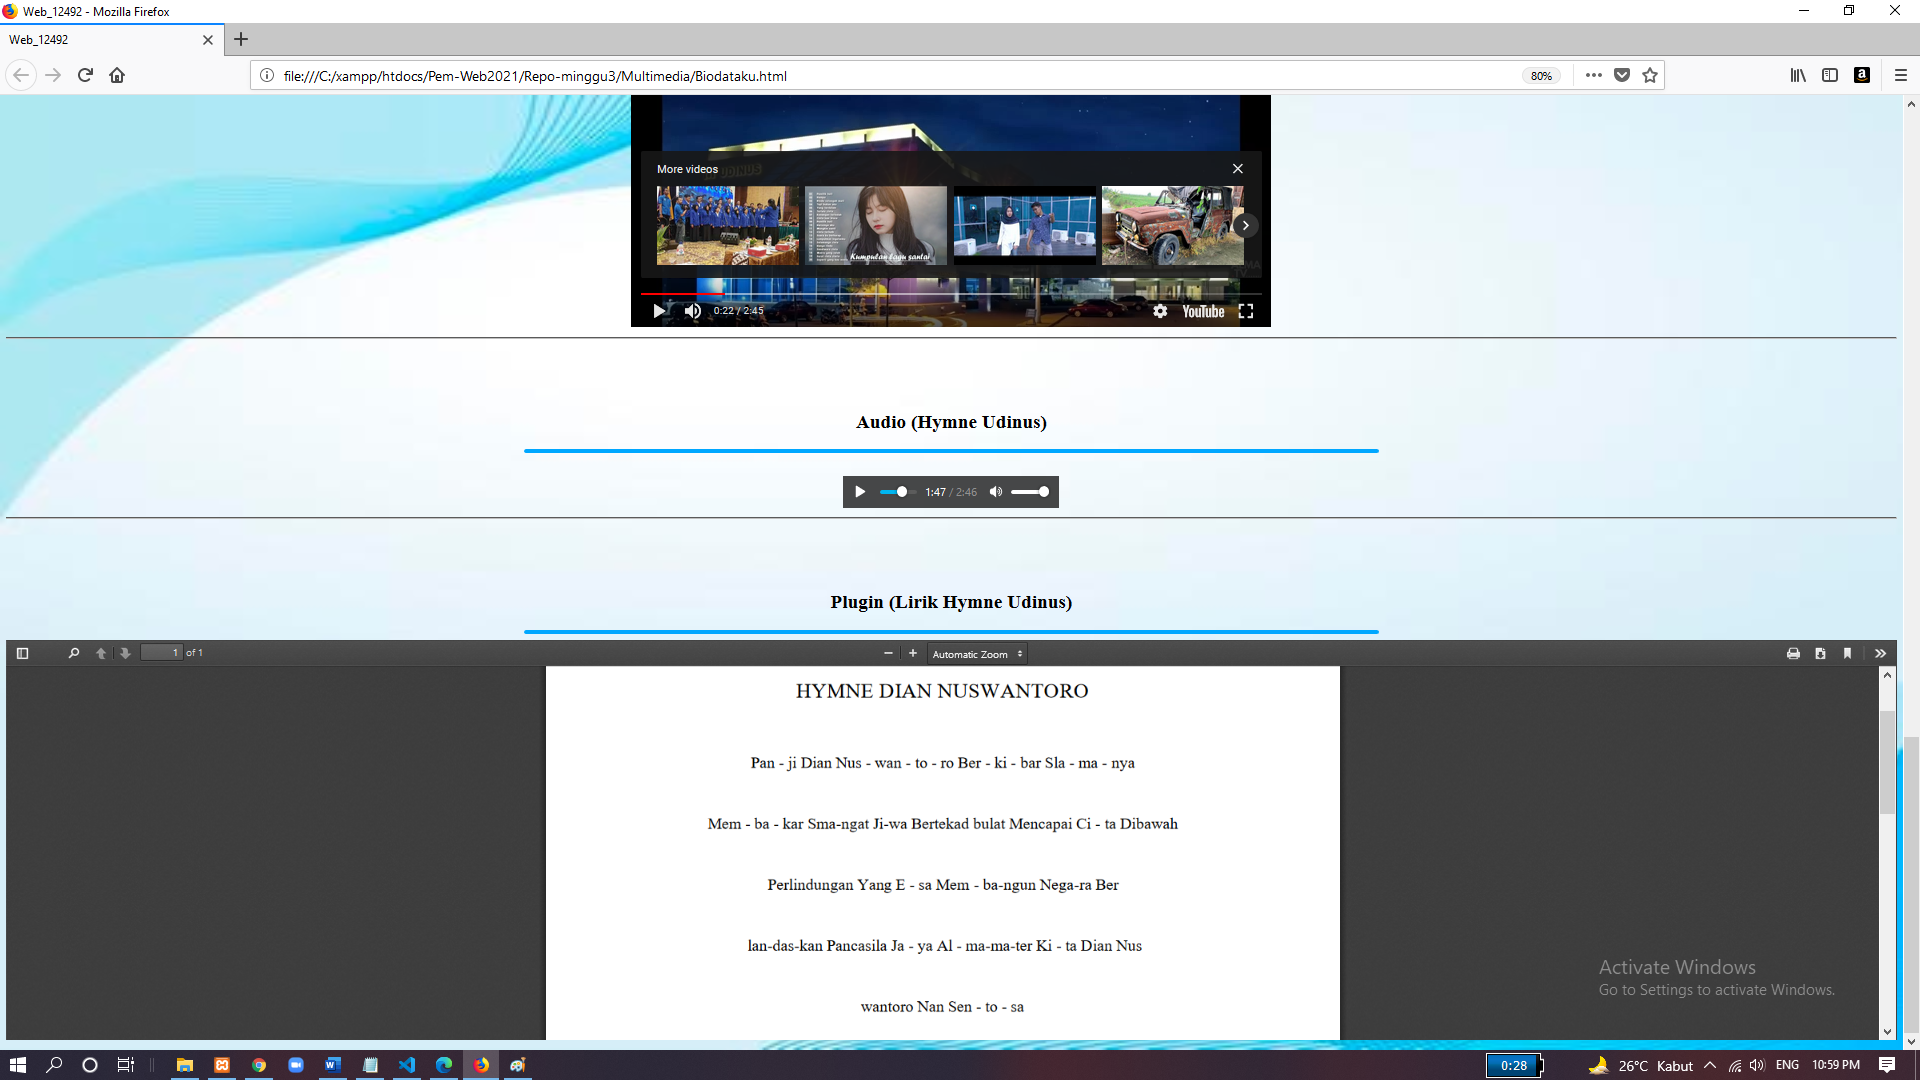 Web_12492 - Mozilla Firefox
Web_12492
file:///C:/xampp/htdocs/Pem-Web2021/Repo-minggu3/Multimedia/Biodataku.html
80%
More videos
Kumpulan lagu santai
0:22 / 2:45
YouTube
Audio (Hymne Udinus)
1:47 / 2:46
Plugin (Lirik Hymne Udinus)
1 of 1
Automatic Zoom
HYMNE DIAN NUSWANTORO
Pan - ji Dian Nus - wan - to - ro Ber - ki - bar Sla - ma - nya
Mem - ba - kar Sma-ngat Ji-wa Bertekad bulat Mencapai Ci - ta Dibawah
Perlindungan Yang E - sa Mem - ba-ngun Nega-ra Ber
lan-das-kan Pancasila Ja - ya Al - ma-ma-ter Ki - ta Dian Nus
wantoro Nan Sen - to - sa
Activate Windows
Go to Settings to activate Windows.
0:28
26°C Kabut
ENG
10:59 PM